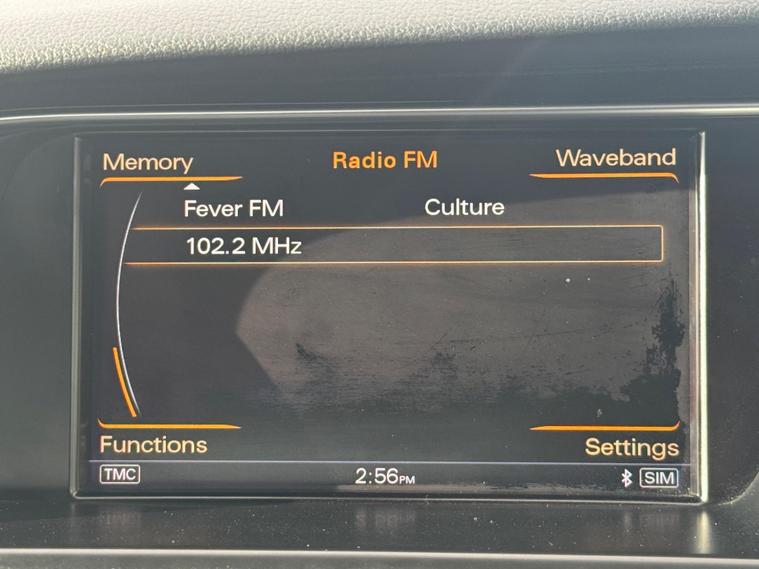 Memory Radio FM Waveband
Fever FM Culture
102.2 MHz
Functions Settings
TMC 2:56PM SIM